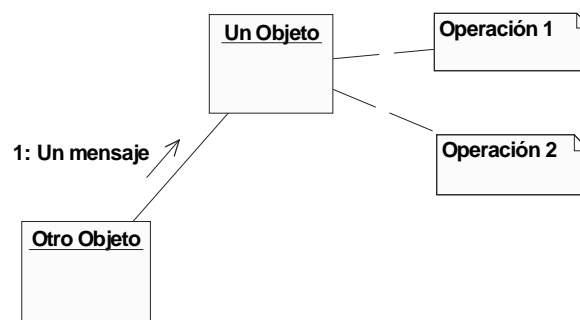 Un Objeto
Operación 1
1: Un mensaje
Operación 2
Otro Objeto